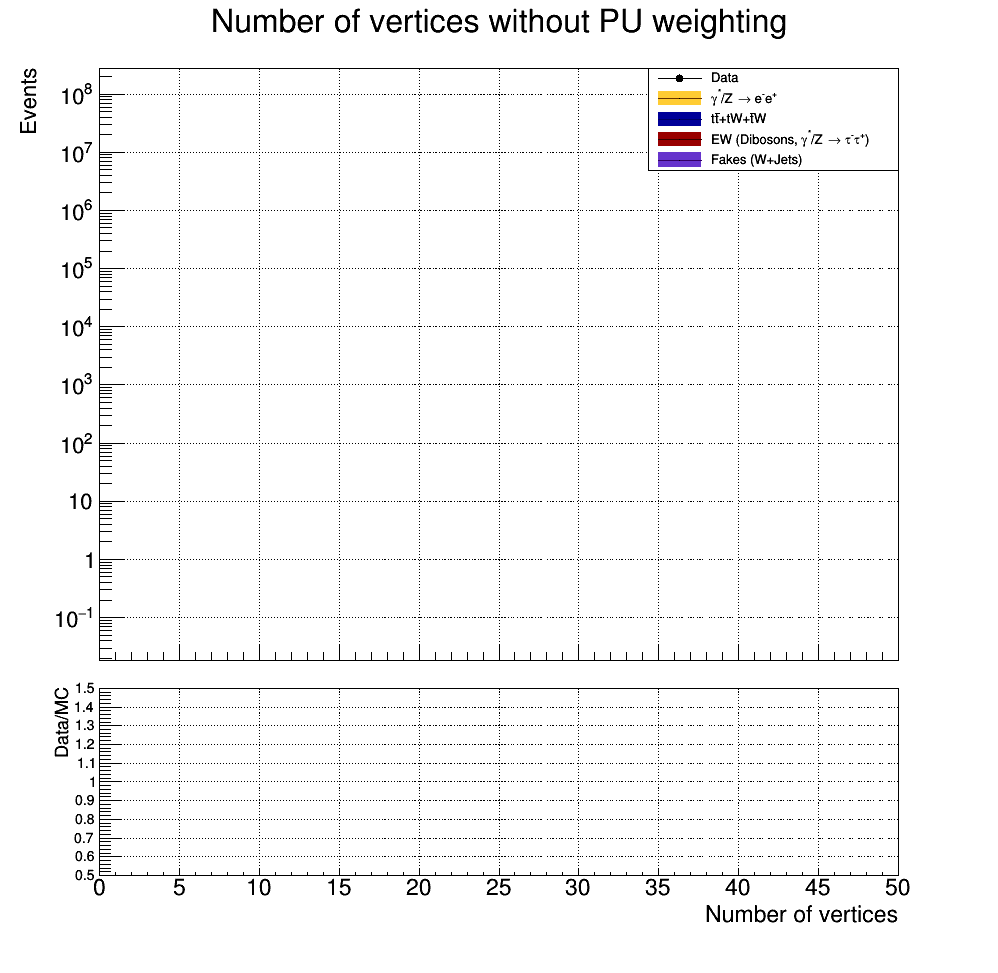 Number of vertices without PU weighting
Events
10⁸
10⁷
10⁶
10⁵
10⁴
10³
10²
10
1
10⁻¹
Data
γ*/Z → e⁻e⁺
tt̄+tW+t̄W
EW (Dibosons, γ*/Z → τ⁻τ⁺)
Fakes (W+Jets)
Data/MC
1.5
1.4
1.3
1.2
1.1
1
0.9
0.8
0.7
0.6
0.5
0 5 10 15 20 25 30 35 40 45 50
Number of vertices